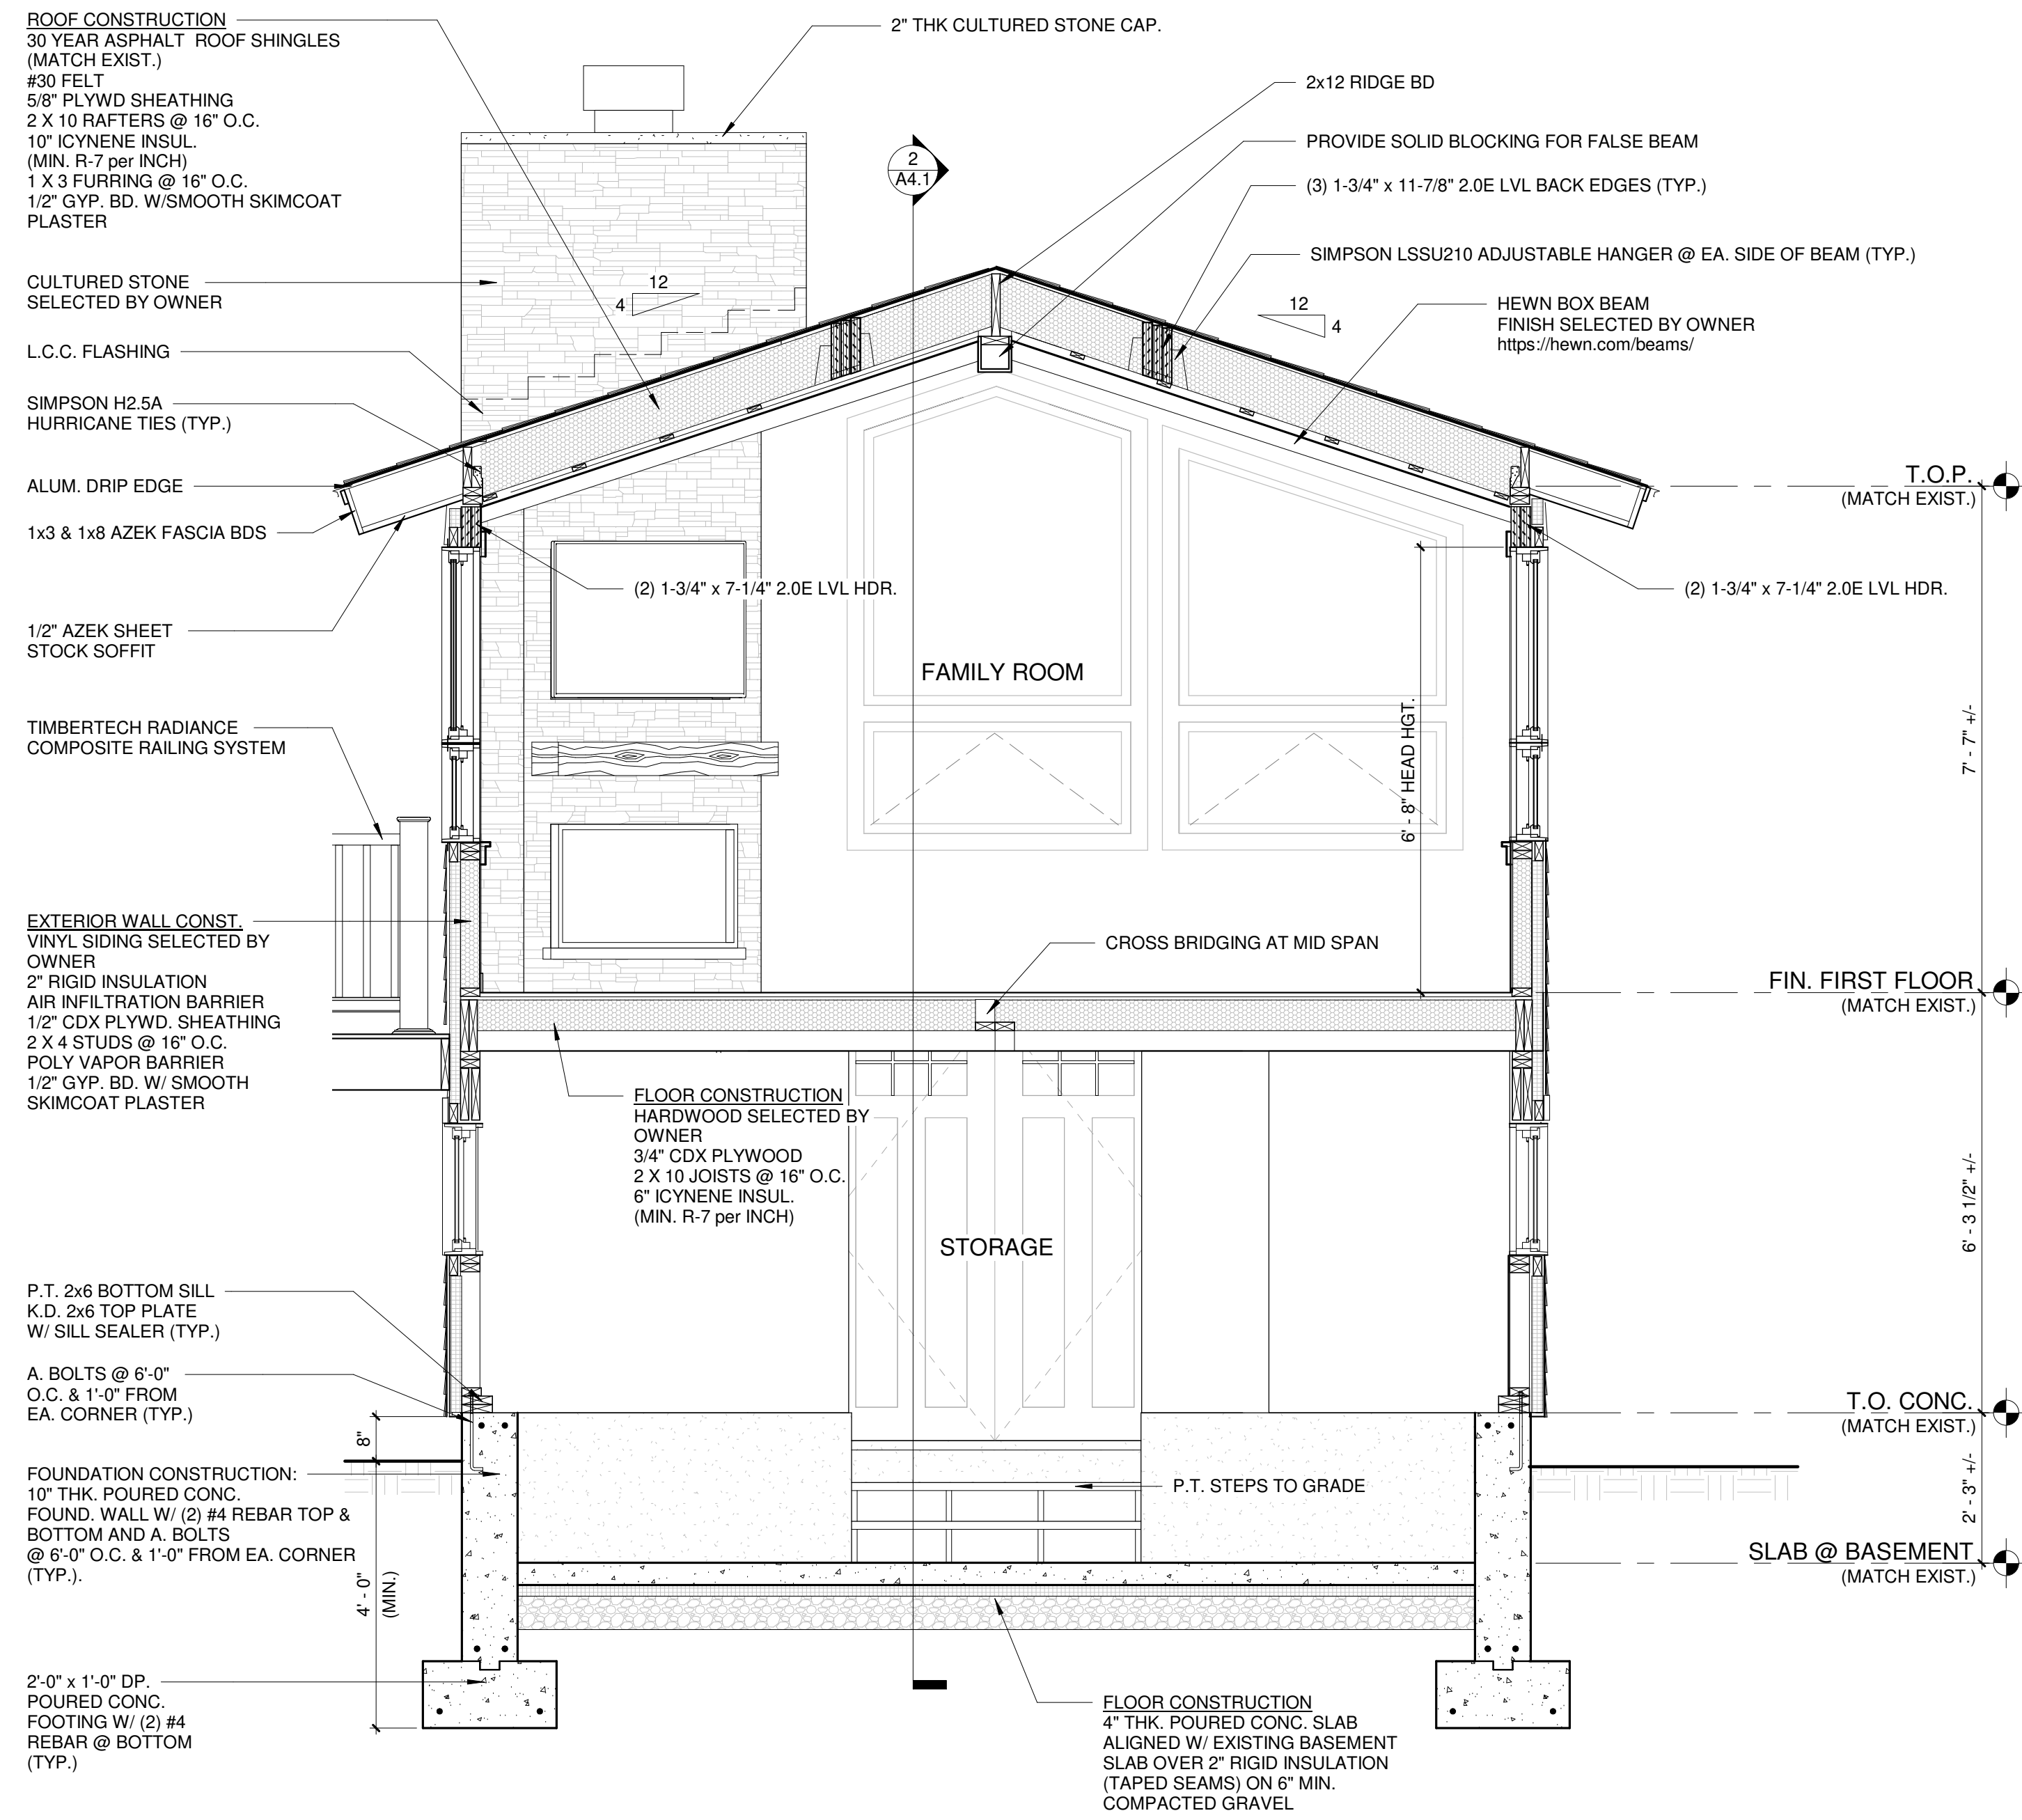 ROOF CONSTRUCTION
30 YEAR ASPHALT ROOF SHINGLES
(MATCH EXIST.)
#30 FELT
5/8" PLYWD SHEATHING
2 X 10 RAFTERS @ 16" O.C.
10" ICYNENE INSUL.
(MIN. R-7 per INCH)
1 X 3 FURRING @ 16" O.C.
1/2" GYP. BD. W/SMOOTH SKIMCOAT
PLASTER
CULTURED STONE
SELECTED BY OWNER
L.C.C. FLASHING
SIMPSON H2.5A
HURRICANE TIES (TYP.)
ALUM. DRIP EDGE
1x3 & 1x8 AZEK FASCIA BDS
1/2" AZEK SHEET
STOCK SOFFIT
TIMBERTECH RADIANCE
COMPOSITE RAILING SYSTEM
EXTERIOR WALL CONST.
VINYL SIDING SELECTED BY
OWNER
2" RIGID INSULATION
AIR INFILTRATION BARRIER
1/2" CDX PLYWD. SHEATHING
2 X 4 STUDS @ 16" O.C.
POLY VAPOR BARRIER
1/2" GYP. BD. W/ SMOOTH
SKIMCOAT PLASTER
P.T. 2x6 BOTTOM SILL
K.D. 2x6 TOP PLATE
W/ SILL SEALER (TYP.)
A. BOLTS @ 6'-0"
O.C. & 1'-0" FROM
EA. CORNER (TYP.)
FOUNDATION CONSTRUCTION:
10" THK. POURED CONC.
FOUND. WALL W/ (2) #4 REBAR TOP &
BOTTOM AND A. BOLTS
@ 6'-0" O.C. & 1'-0" FROM EA. CORNER
(TYP.).
2'-0" x 1'-0" DP.
POURED CONC.
FOOTING W/ (2) #4
REBAR @ BOTTOM
(TYP.)
8"
4' - 0"
(MIN.)
2" THK CULTURED STONE CAP.
2
A4.1
12
4
2x12 RIDGE BD
PROVIDE SOLID BLOCKING FOR FALSE BEAM
(3) 1-3/4" x 11-7/8" 2.0E LVL BACK EDGES (TYP.)
SIMPSON LSSU210 ADJUSTABLE HANGER @ EA. SIDE OF BEAM (TYP.)
12
4
HEWN BOX BEAM
FINISH SELECTED BY OWNER
https://hewn.com/beams/
(2) 1-3/4" x 7-1/4" 2.0E LVL HDR.
(2) 1-3/4" x 7-1/4" 2.0E LVL HDR.
FAMILY ROOM
6' - 8" HEAD HGT.
CROSS BRIDGING AT MID SPAN
FLOOR CONSTRUCTION
HARDWOOD SELECTED BY
OWNER
3/4" CDX PLYWOOD
2 X 10 JOISTS @ 16" O.C.
6" ICYNENE INSUL.
(MIN. R-7 per INCH)
STORAGE
P.T. STEPS TO GRADE
FLOOR CONSTRUCTION
4" THK. POURED CONC. SLAB
ALIGNED W/ EXISTING BASEMENT
SLAB OVER 2" RIGID INSULATION
(TAPED SEAMS) ON 6" MIN.
COMPACTED GRAVEL
T.O.P.
(MATCH EXIST.)
7' - 7" +/-
FIN. FIRST FLOOR
(MATCH EXIST.)
6' - 3 1/2" +/-
T.O. CONC.
(MATCH EXIST.)
2' - 3" +/-
SLAB @ BASEMENT
(MATCH EXIST.)